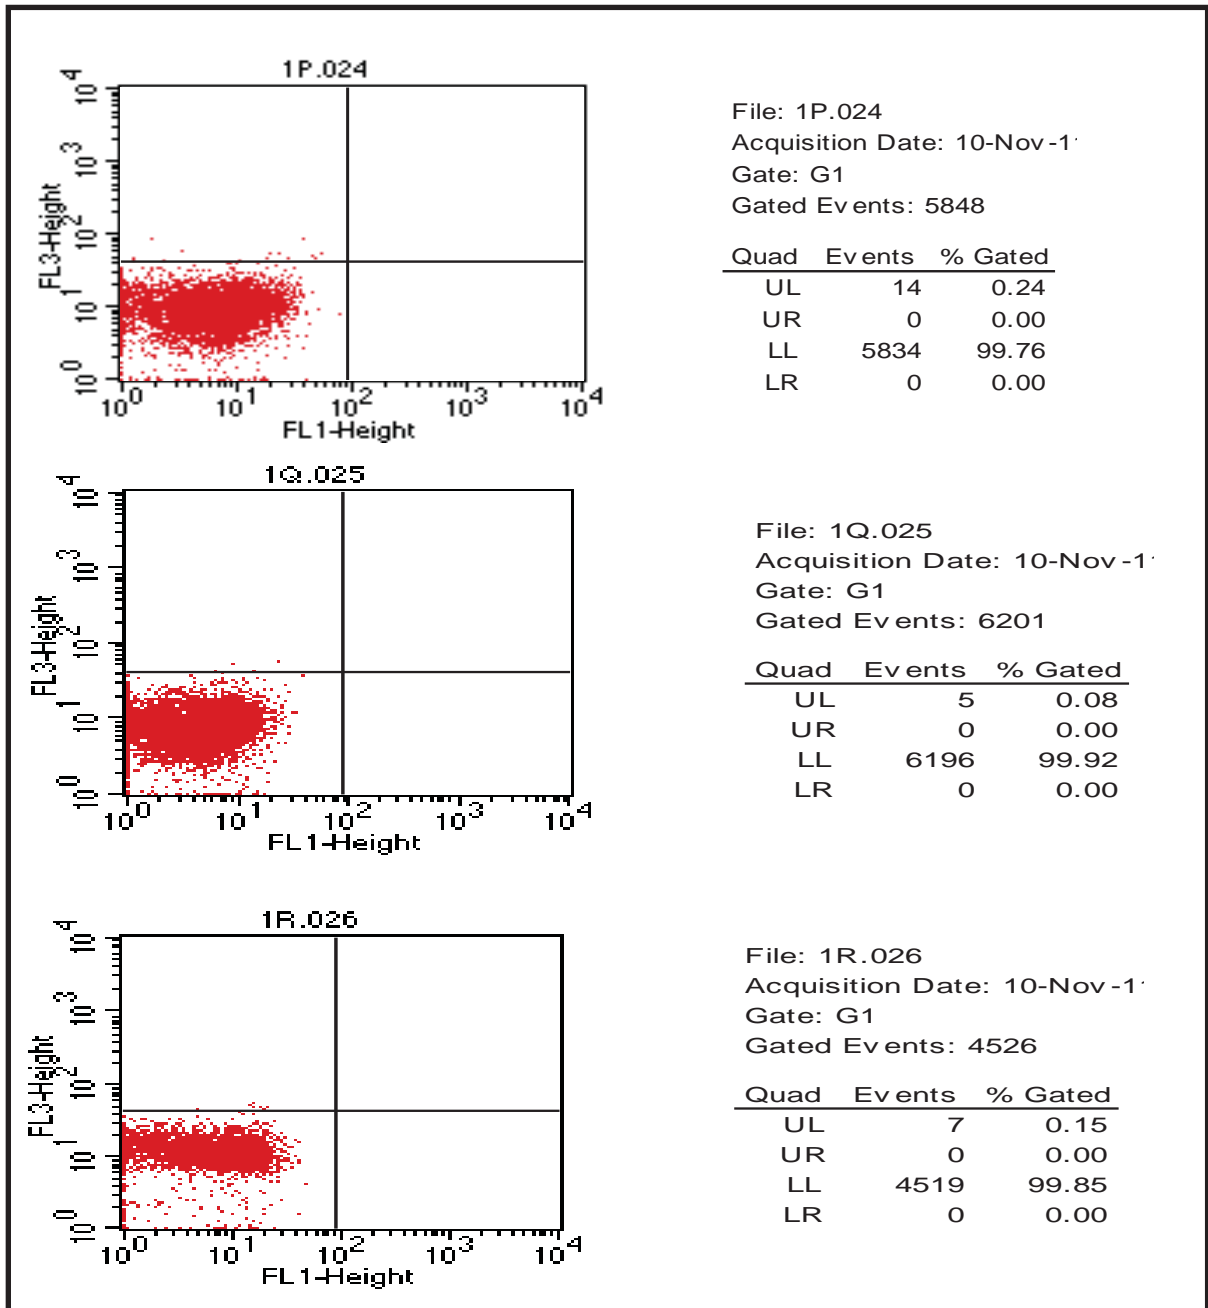 1P.024
10^4
10^3
10^2
10^1
10^0
FL3-Height
10^0 10^1 10^2 10^3 10^4
FL1-Height
File: 1P.024
Acquisition Date: 10-Nov-1
Gate: G1
Gated Events: 5848
Quad Events % Gated
UL 14 0.24
UR 0 0.00
LL 5834 99.76
LR 0 0.00
1Q.025
10^4
10^3
10^2
10^1
10^0
FL3-Height
10^0 10^1 10^2 10^3 10^4
FL1-Height
File: 1Q.025
Acquisition Date: 10-Nov-1
Gate: G1
Gated Events: 6201
Quad Events % Gated
UL 5 0.08
UR 0 0.00
LL 6196 99.92
LR 0 0.00
1R.026
10^4
10^3
10^2
10^1
10^0
FL3-Height
10^0 10^1 10^2 10^3 10^4
FL1-Height
File: 1R.026
Acquisition Date: 10-Nov-1
Gate: G1
Gated Events: 4526
Quad Events % Gated
UL 7 0.15
UR 0 0.00
LL 4519 99.85
LR 0 0.00